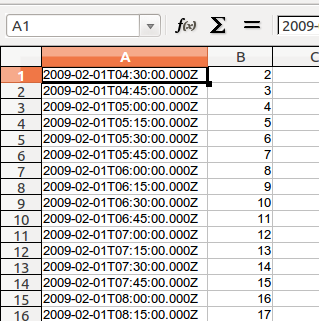 A1 f(x) Σ = 2009-
A B C
1 2009-02-01T04:30:00.000Z 2
2 2009-02-01T04:45:00.000Z 3
3 2009-02-01T05:00:00.000Z 4
4 2009-02-01T05:15:00.000Z 5
5 2009-02-01T05:30:00.000Z 6
6 2009-02-01T05:45:00.000Z 7
7 2009-02-01T06:00:00.000Z 8
8 2009-02-01T06:15:00.000Z 9
9 2009-02-01T06:30:00.000Z 10
10 2009-02-01T06:45:00.000Z 11
11 2009-02-01T07:00:00.000Z 12
12 2009-02-01T07:15:00.000Z 13
13 2009-02-01T07:30:00.000Z 14
14 2009-02-01T07:45:00.000Z 15
15 2009-02-01T08:00:00.000Z 16
16 2009-02-01T08:15:00.000Z 17